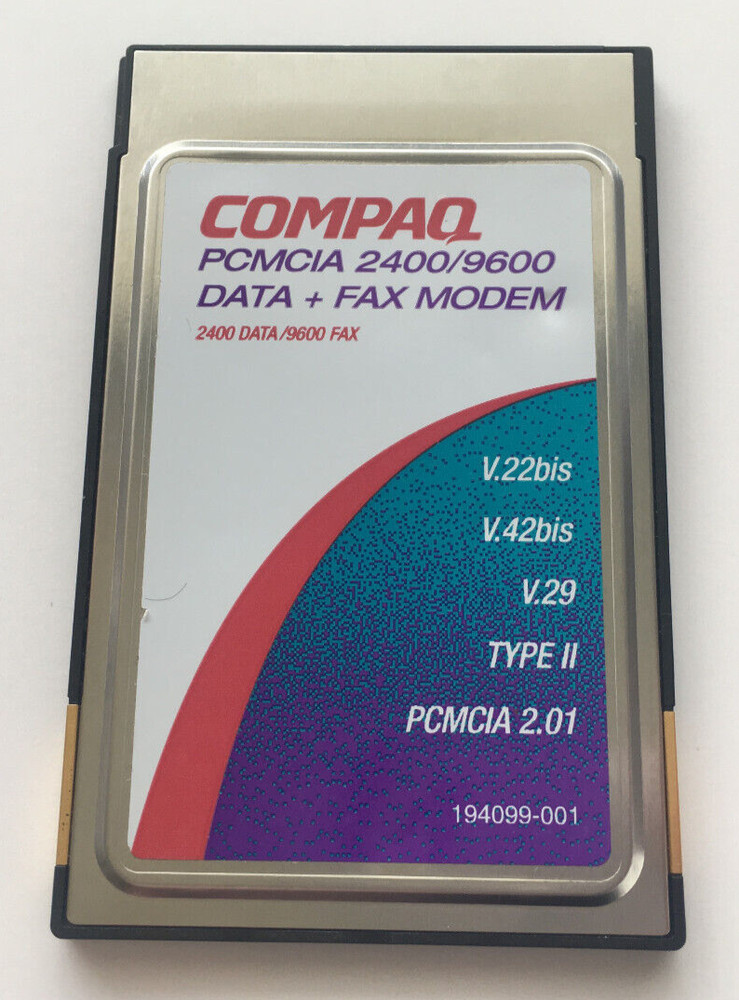 COMPAQ
PCMCIA 2400/9600
DATA + FAX MODEM
2400 DATA/9600 FAX
V.22bis
V.42bis
V.29
TYPE II
PCMCIA 2.01
194099-001